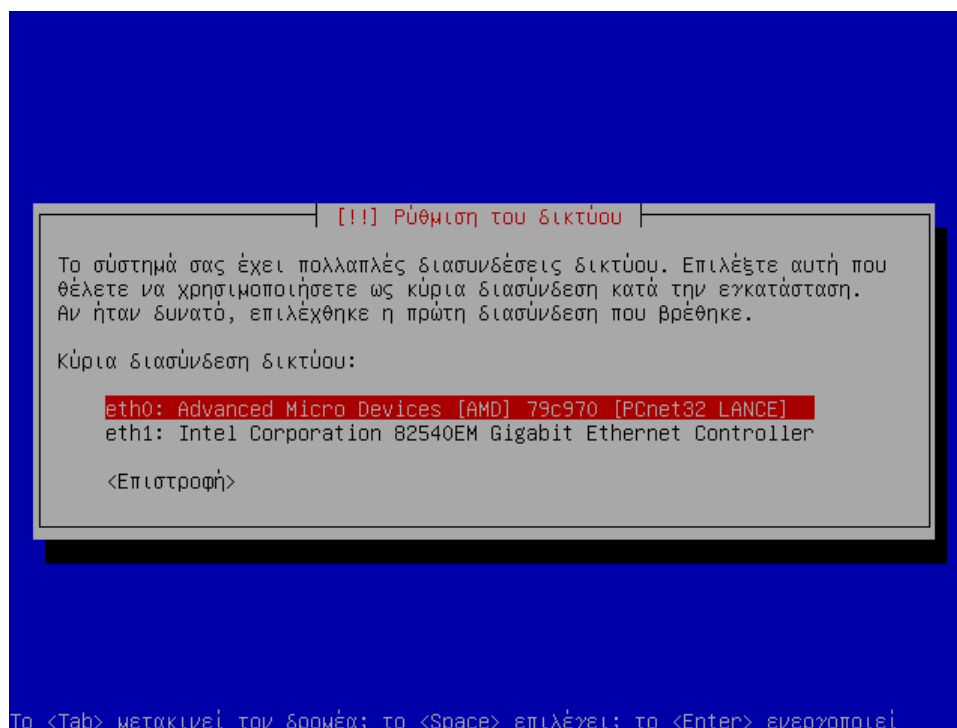 [!!] Ρύθμιση του δικτύου
Το σύστημά σας έχει πολλαπλές διασυνδέσεις δικτύου. Επιλέξτε αυτή που
θέλετε να χρησιμοποιήσετε ως κύρια διασύνδεση κατά την εγκατάσταση.
Αν ήταν δυνατό, επιλέχθηκε η πρώτη διασύνδεση που βρέθηκε.
Κύρια διασύνδεση δικτύου:
eth0: Advanced Micro Devices [AMD] 79c970 [PCnet32 LANCE]
eth1: Intel Corporation 82540EM Gigabit Ethernet Controller
<Επιστροφή>
Το <Tab> μετακινεί τον δρομέα; το <Space> επιλέγει; το <Enter> ενεργοποιεί